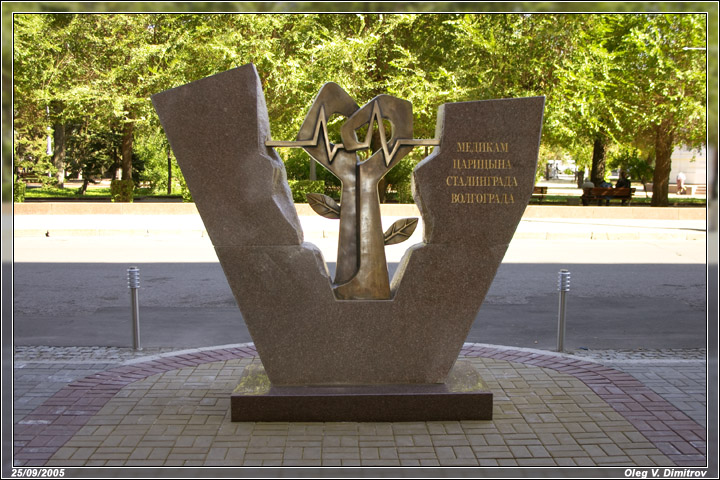 МЕДИКАМ
ЦАРИЦЫНА
СТАЛИНГРАДА
ВОЛГОГРАДА
25/09/2005
Oleg V. Dimitrov